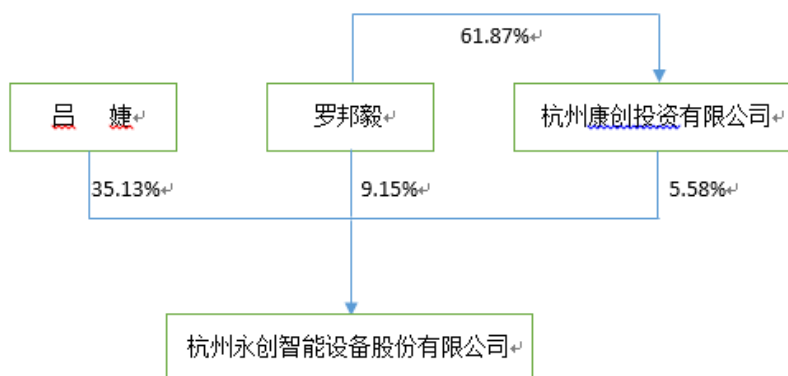 61.87%
吕 婕
罗邦毅
杭州康创投资有限公司
35.13%
9.15%
5.58%
杭州永创智能设备股份有限公司